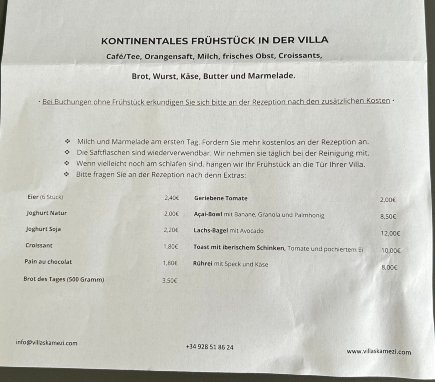 KONTINENTALES FRÜHSTÜCK IN DER VILLA
Café/Tee, Orangensaft, Milch, frisches Obst, Croissants,
Brot, Wurst, Käse, Butter und Marmelade.
· Bei Buchungen ohne Frühstück erkundigen Sie sich bitte an der Rezeption nach den zusätzlichen Kosten ·
❖ Milch und Marmelade am ersten Tag. Fordern Sie mehr kostenlos an der Rezeption an.
❖ Die Saftflaschen sind wiederverwendbar. Wir nehmen sie täglich bei der Reinigung mit.
❖ Wenn vielleicht noch am schlafen sind, hängen wir Ihr Frühstück an die Tür Ihrer Villa.
❖ Bitte fragen Sie an der Rezeption nach denn Extras:
Eier (6 Stück) 2,40€
Joghurt Natur 2,00€
Joghurt Soja 2,20€
Croissant 1,80€
Pain au chocolat 1,60€
Brot des Tages (500 Gramm) 3,50€
Geriebene Tomate 2,00€
Açai-Bowl mit Banane, Granola und Palmhonig 8,50€
Lachs-Bagel mit Avocado 12,00€
Toast mit iberischem Schinken, Tomate und pochiertem Ei 10,00€
Rührei mit Speck und Käse 8,00€
info@villaskamezi.com
+34 928 51 86 24
www.villaskamezi.com